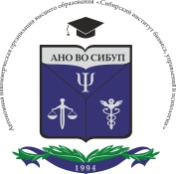 Автономная некоммерческая организация высшего образования «Сибирский институт бизнеса, управления и психологии»
АНО ВО СИБУП
Ψ
1994